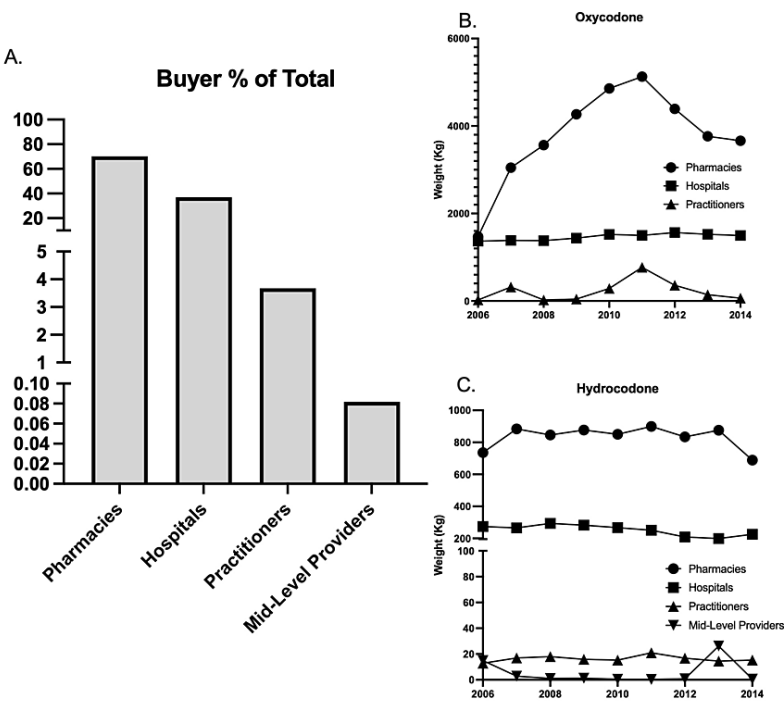 A.
Buyer % of Total
100
80
60
40
20
5
4
3
2
1
0.10
0.08
0.06
0.04
0.02
0.00
Pharmacies
Hospitals
Practitioners
Mid-Level Providers
B.
Oxycodone
Weight (Kg)
6000
4000
2000
0
2006 2008 2010 2012 2014
Pharmacies
Hospitals
Practitioners
C.
Hydrocodone
Weight (Kg)
1000
800
600
400
200
100
80
60
40
20
0
2006 2008 2010 2012 2014
Pharmacies
Hospitals
Practitioners
Mid-Level Providers